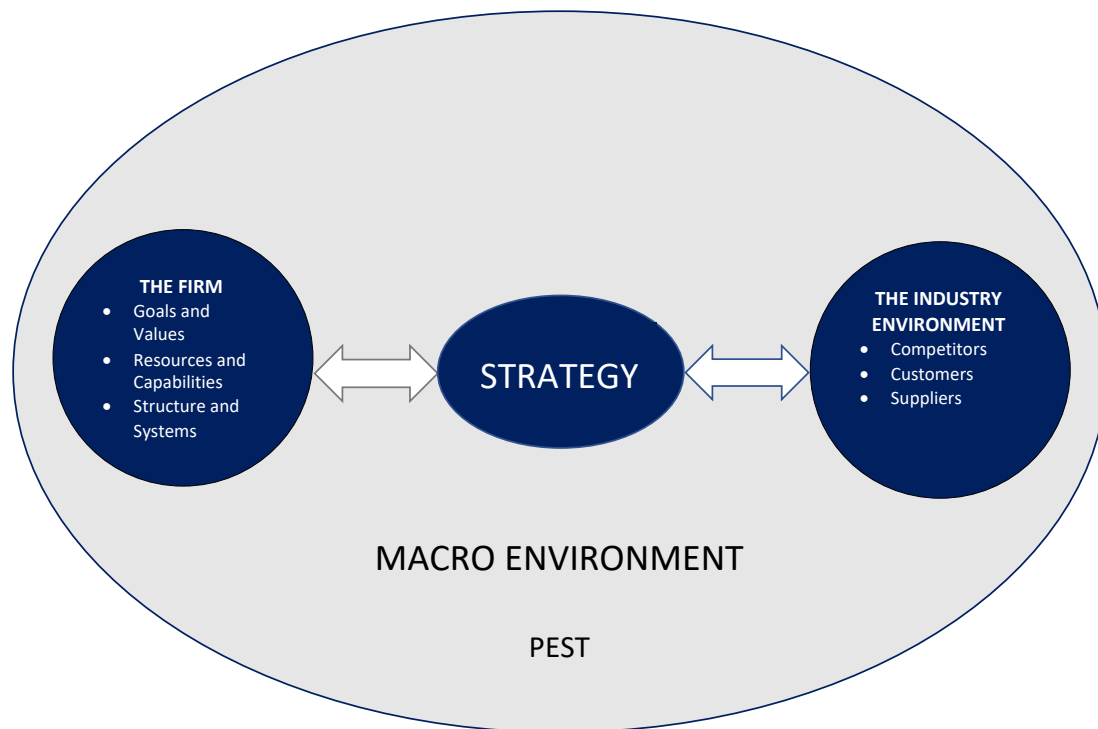 THE FIRM
• Goals and
Values
• Resources and
Capabilities
• Structure and
Systems
STRATEGY
THE INDUSTRY
ENVIRONMENT
• Competitors
• Customers
• Suppliers
MACRO ENVIRONMENT
PEST